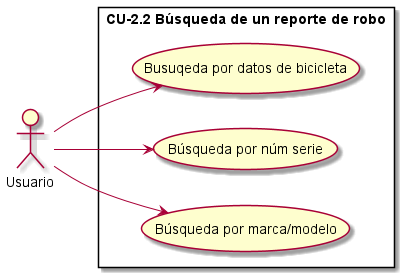 CU-2.2 Búsqueda de un reporte de robo
Busuqeda por datos de bicicleta
Búsqueda por núm serie
Usuario
Búsqueda por marca/modelo